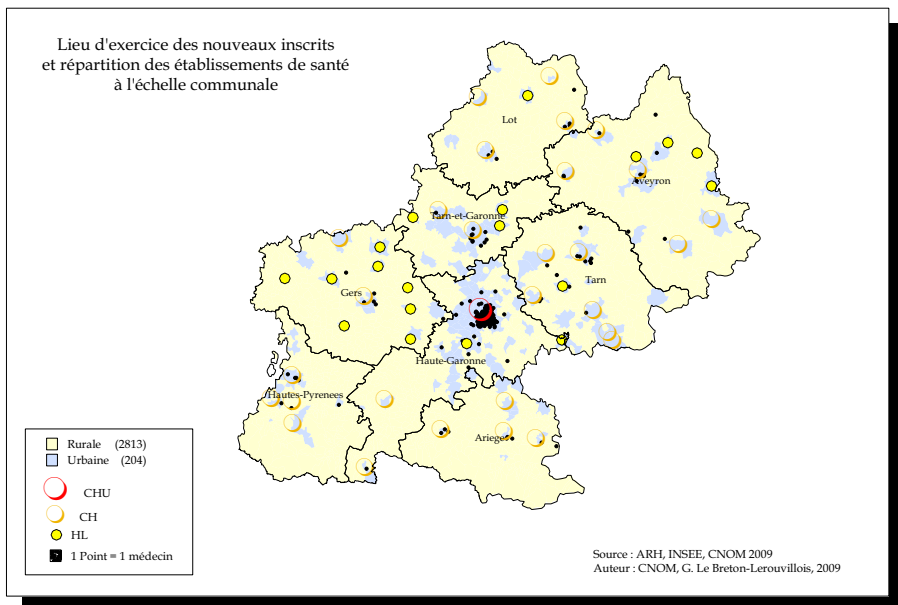 Lieu d'exercice des nouveaux inscrits
et répartition des établissements de santé
à l'échelle communale
Lot
Aveyron
Tarn-et-Garonne
Tarn
Gers
Haute-Garonne
Hautes-Pyrenees
Ariege
Rurale (2813)
Urbaine (204)
CHU
CH
HL
1 Point = 1 médecin
Source : ARH, INSEE, CNOM 2009
Auteur : CNOM, G. Le Breton-Lerouvillois, 2009